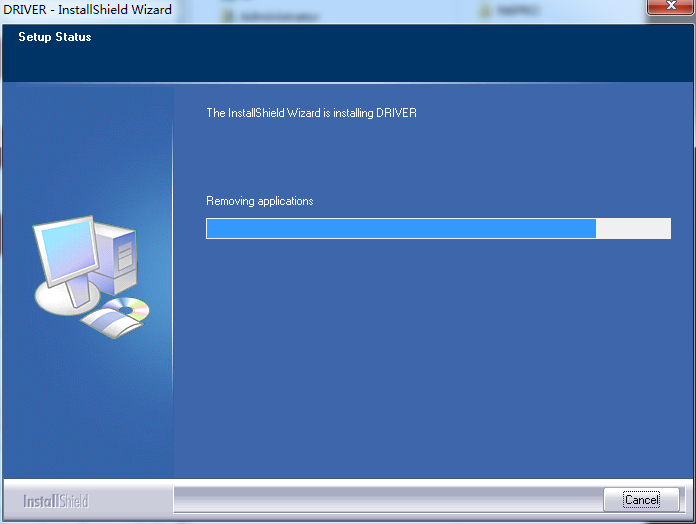 DRIVER - InstallShield Wizard
Setup Status
The InstallShield Wizard is installing DRIVER
Removing applications
InstallShield
Cancel